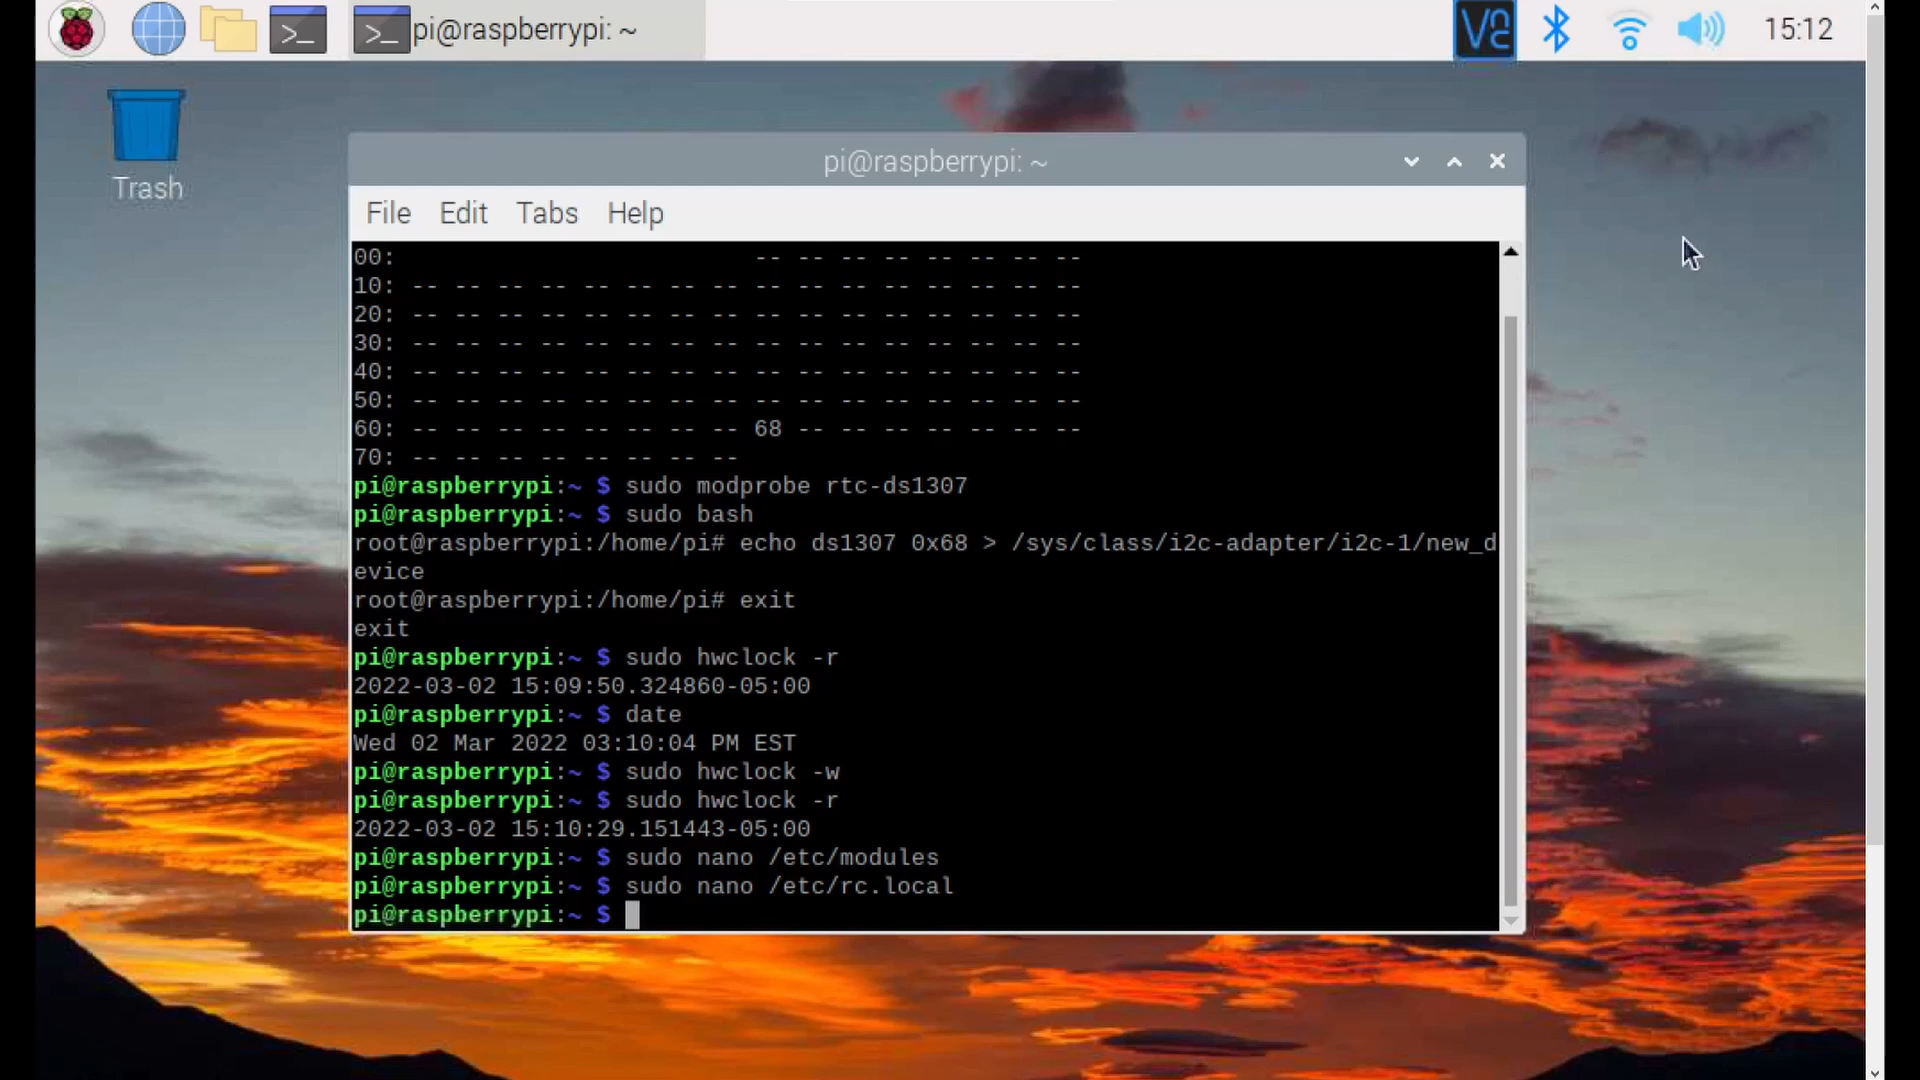 pi@raspberrypi: ~
15:12
Trash
pi@raspberrypi: ~
File Edit Tabs Help
00:                         -- -- -- -- -- -- -- --
10: -- -- -- -- -- -- -- -- -- -- -- -- -- -- -- --
20: -- -- -- -- -- -- -- -- -- -- -- -- -- -- -- --
30: -- -- -- -- -- -- -- -- -- -- -- -- -- -- -- --
40: -- -- -- -- -- -- -- -- -- -- -- -- -- -- -- --
50: -- -- -- -- -- -- -- -- -- -- -- -- -- -- -- --
60: -- -- -- -- -- -- -- -- 68 -- -- -- -- -- -- --
70: -- -- -- -- -- -- -- --
pi@raspberrypi:~ $ sudo modprobe rtc-ds1307
pi@raspberrypi:~ $ sudo bash
root@raspberrypi:/home/pi# echo ds1307 0x68 > /sys/class/i2c-adapter/i2c-1/new_d
evice
root@raspberrypi:/home/pi# exit
exit
pi@raspberrypi:~ $ sudo hwclock -r
2022-03-02 15:09:50.324860-05:00
pi@raspberrypi:~ $ date
Wed 02 Mar 2022 03:10:04 PM EST
pi@raspberrypi:~ $ sudo hwclock -w
pi@raspberrypi:~ $ sudo hwclock -r
2022-03-02 15:10:29.151443-05:00
pi@raspberrypi:~ $ sudo nano /etc/modules
pi@raspberrypi:~ $ sudo nano /etc/rc.local
pi@raspberrypi:~ $